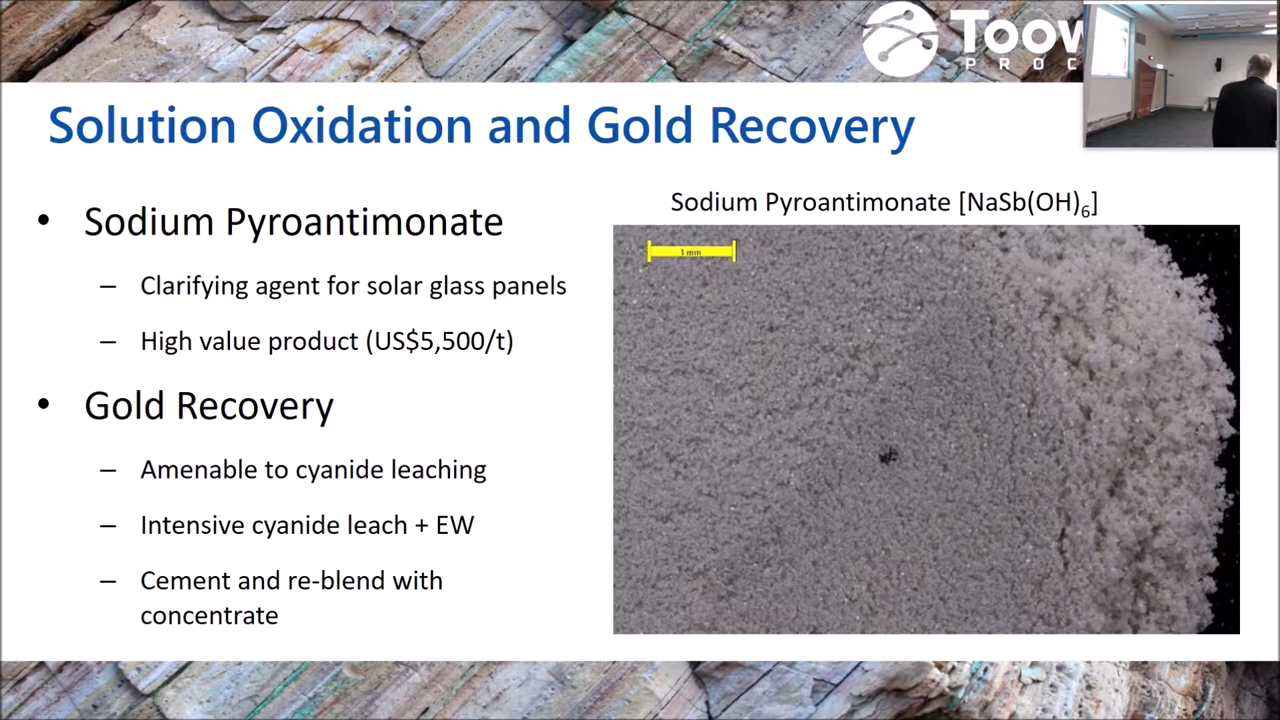 Solution Oxidation and Gold Recovery
• Sodium Pyroantimonate
– Clarifying agent for solar glass panels
– High value product (US$5,500/t)
• Gold Recovery
– Amenable to cyanide leaching
– Intensive cyanide leach + EW
– Cement and re-blend with
concentrate
Sodium Pyroantimonate [NaSb(OH)₆]
1 mm